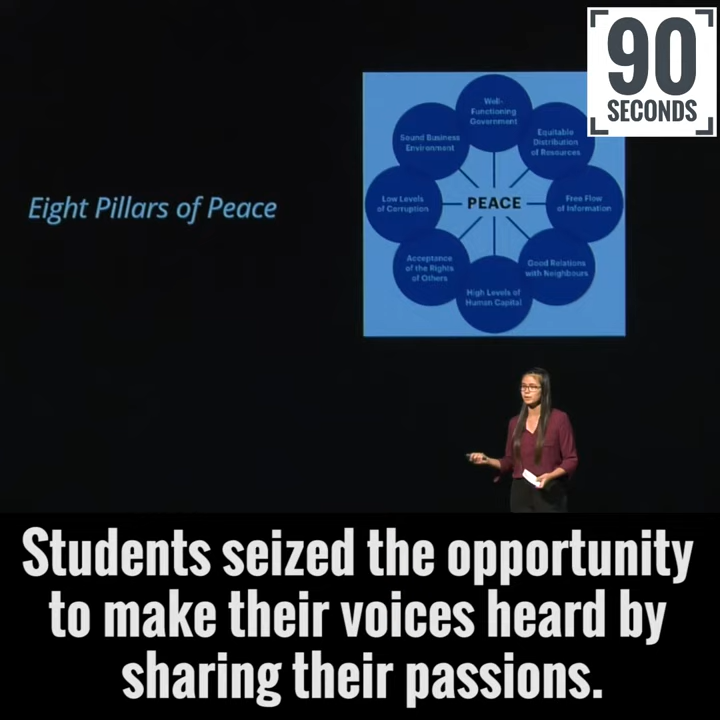 90
SECONDS
Eight Pillars of Peace
Well-
Functioning
Government
Sound Business
Environment
Equitable
Distribution
of Resources
Low Levels
of Corruption
PEACE
Free Flow
of Information
Acceptance
of the Rights
of Others
Good Relations
with Neighbours
High Levels of
Human Capital
Students seized the opportunity
to make their voices heard by
sharing their passions.